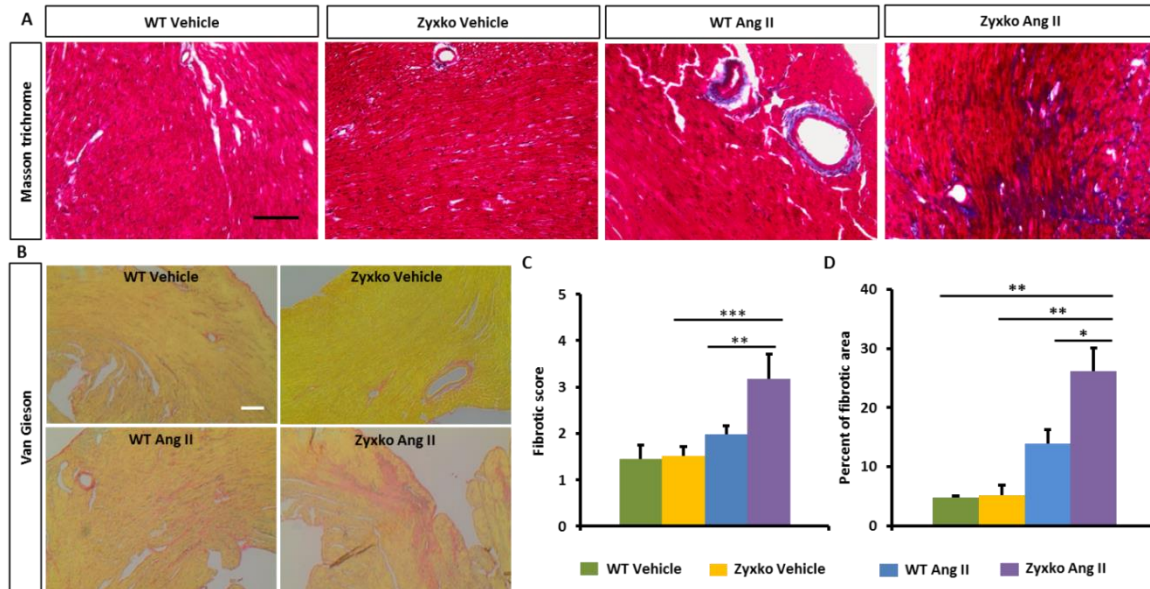 A
WT Vehicle
Zyxko Vehicle
WT Ang II
Zyxko Ang II
Masson trichrome
B
Van Gieson
WT Vehicle
Zyxko Vehicle
WT Ang II
Zyxko Ang II
C
Fibrotic score
5
4
3
2
1
0
***
**
D
Percent of fibrotic area
40
30
20
10
0
**
**
*
WT Vehicle
Zyxko Vehicle
WT Ang II
Zyxko Ang II